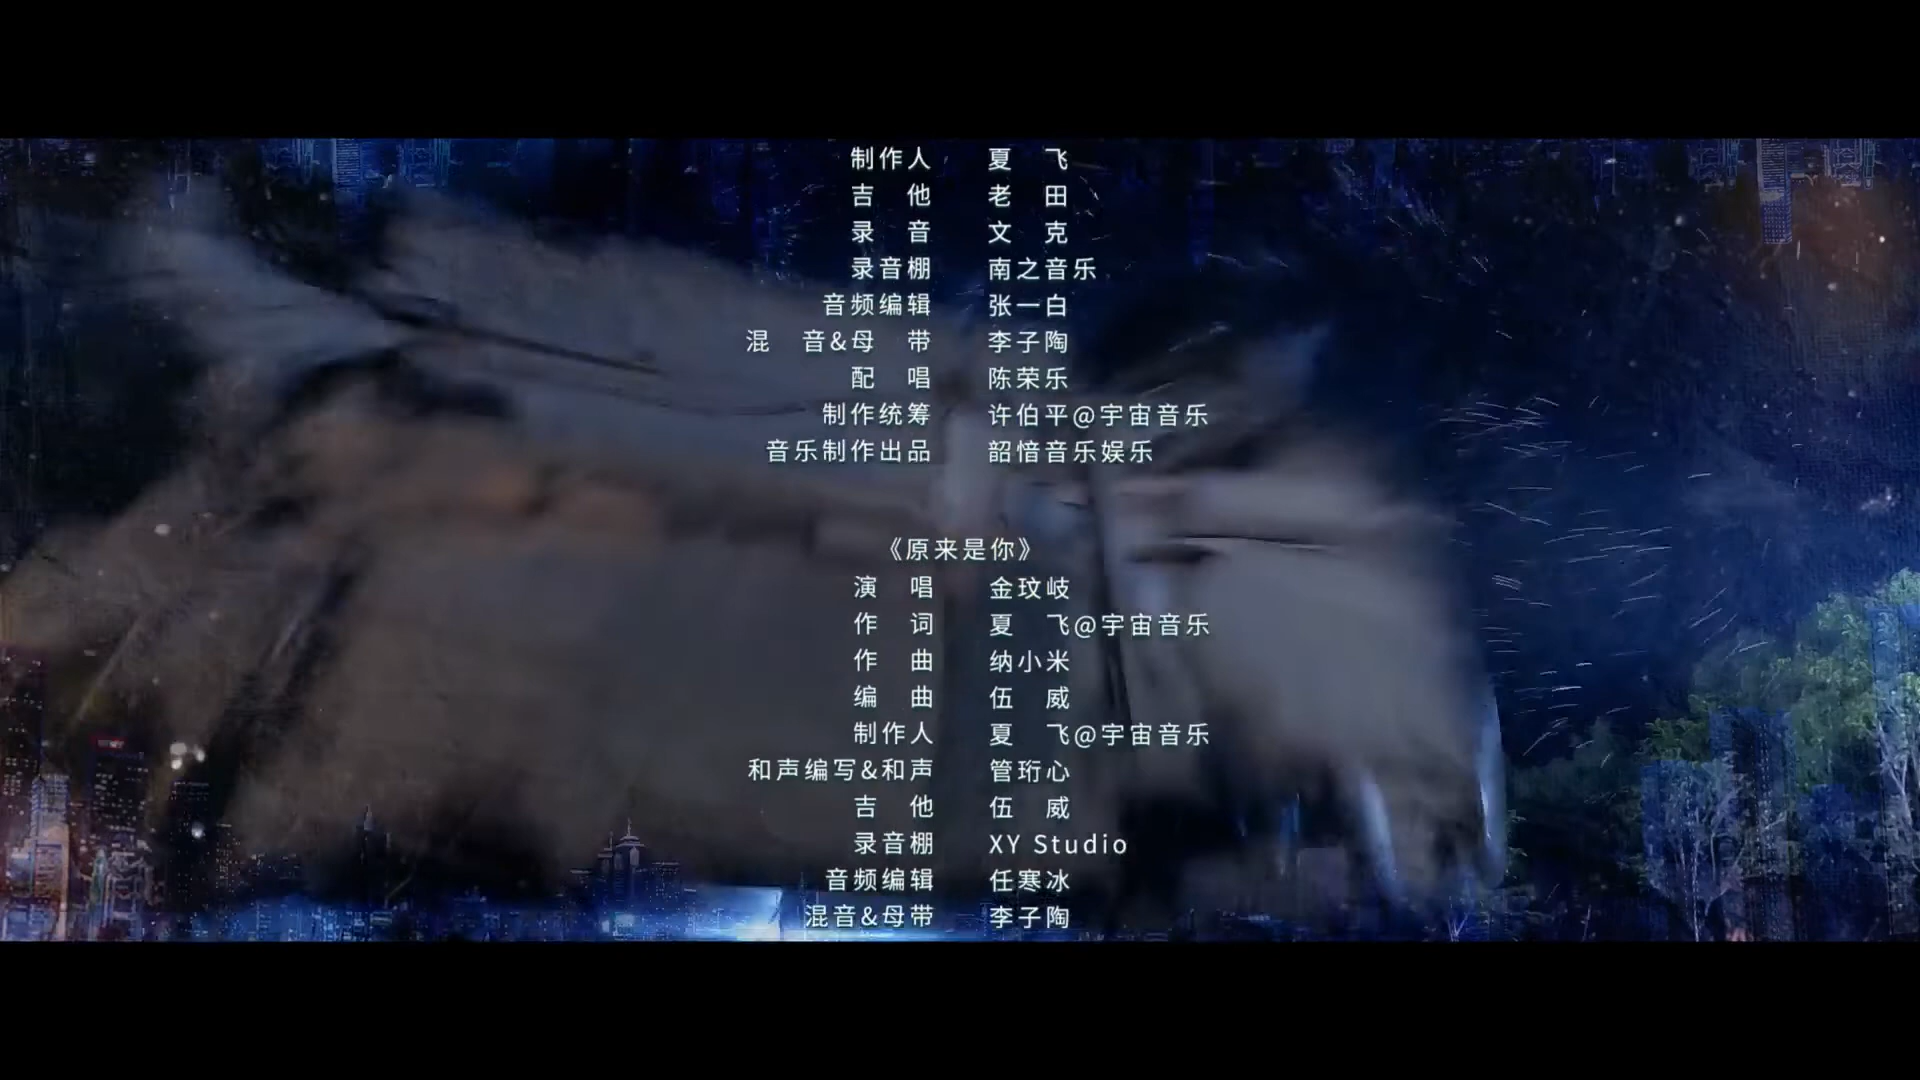 制作人 夏 飞
吉 他 老 田
录 音 文 克
录音棚 南之音乐
音频编辑 张一白
混 音&母 带 李子陶
配 唱 陈荣乐
制作统筹 许伯平@宇宙音乐
音乐制作出品 韶愔音乐娱乐
《原来是你》
演 唱 金玟岐
作 词 夏 飞@宇宙音乐
作 曲 纳小米
编 曲 伍 威
制作人 夏 飞@宇宙音乐
和声编写&和声 管珩心
吉 他 伍 威
录音棚 XY Studio
音频编辑 任寒冰
混音&母带 李子陶